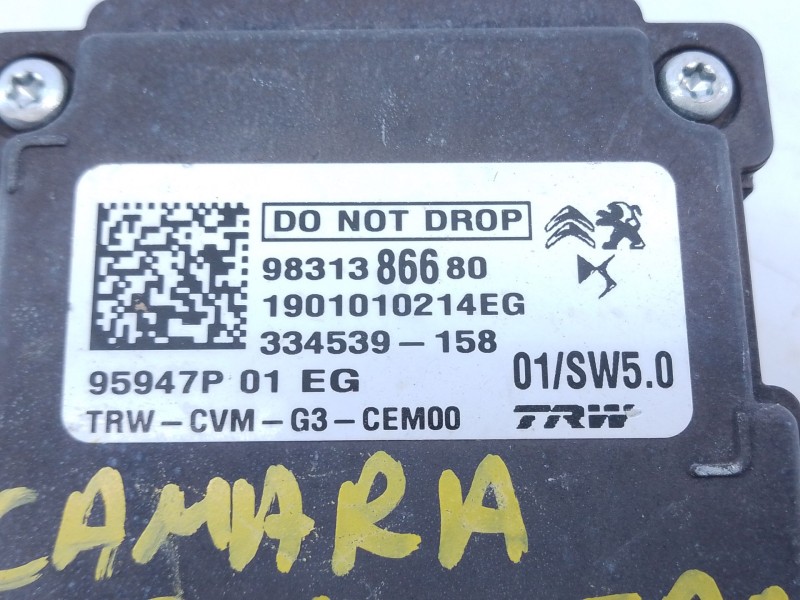 DO NOT DROP
98313 866 80
1901010214EG
334539-158
95947P 01 EG
01/SW5.0
TRW-CVM-G3-CEM00
TRW
CAMARA